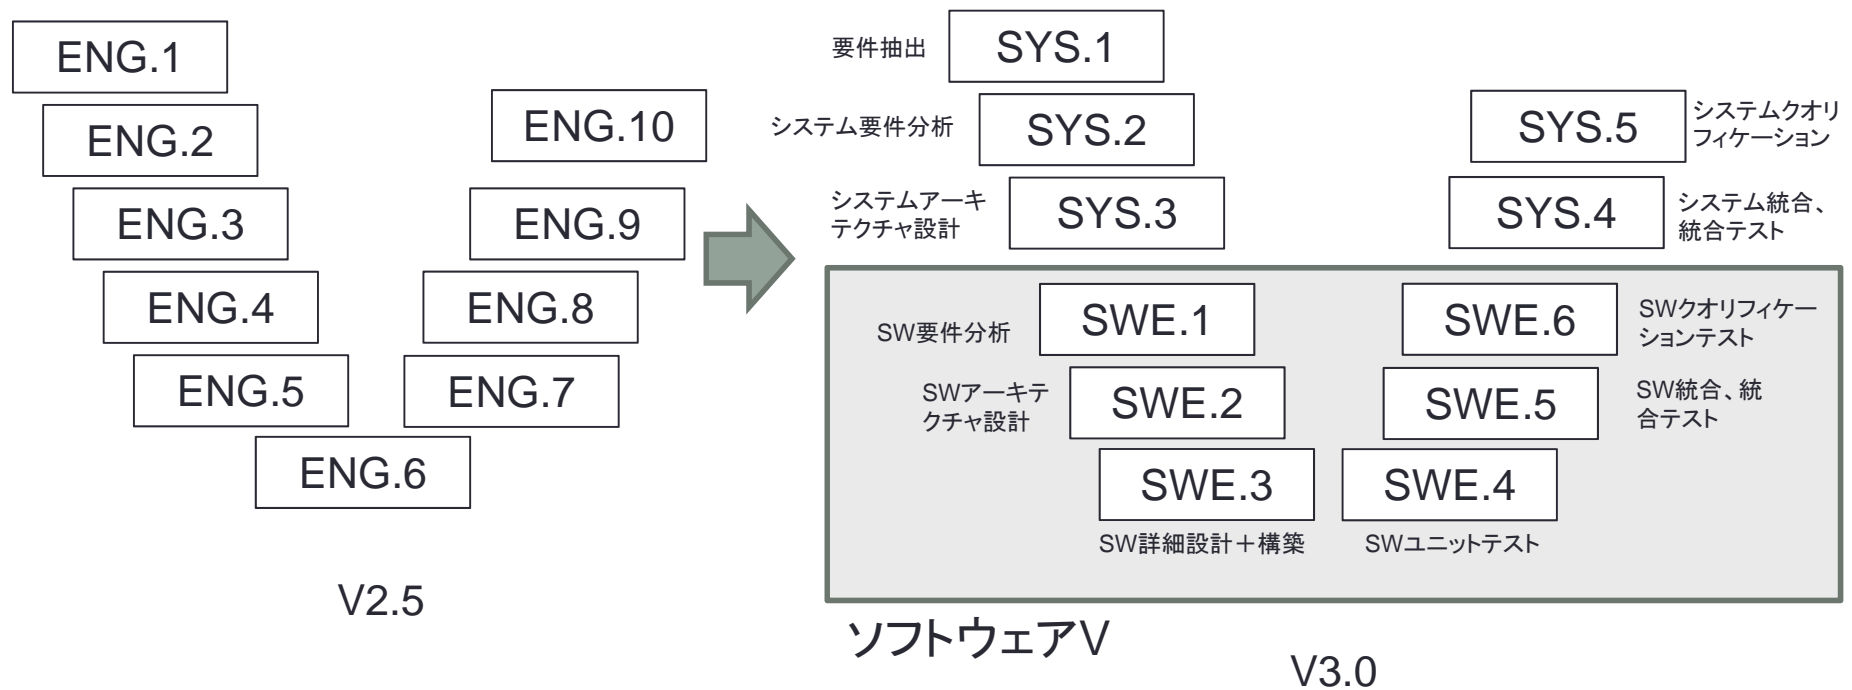 ENG.1
ENG.2
ENG.3
ENG.4
ENG.5
ENG.6
ENG.7
ENG.8
ENG.9
ENG.10
V2.5
要件抽出
SYS.1
システム要件分析
SYS.2
システムアーキ
テクチャ設計
SYS.3
SYS.5
システムクオリ
フィケーション
SYS.4
システム統合、
統合テスト
SW要件分析
SWE.1
SWアーキテ
クチャ設計
SWE.2
SWE.3
SW詳細設計＋構築
SWE.6
SWクオリフィケー
ションテスト
SWE.5
SW統合、統
合テスト
SWE.4
SWユニットテスト
ソフトウェアV
V3.0